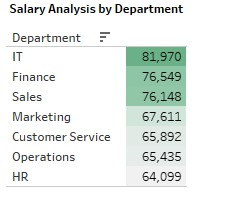 Salary Analysis by Department
Department
IT 81,970
Finance 76,549
Sales 76,148
Marketing 67,611
Customer Service 65,892
Operations 65,435
HR 64,099